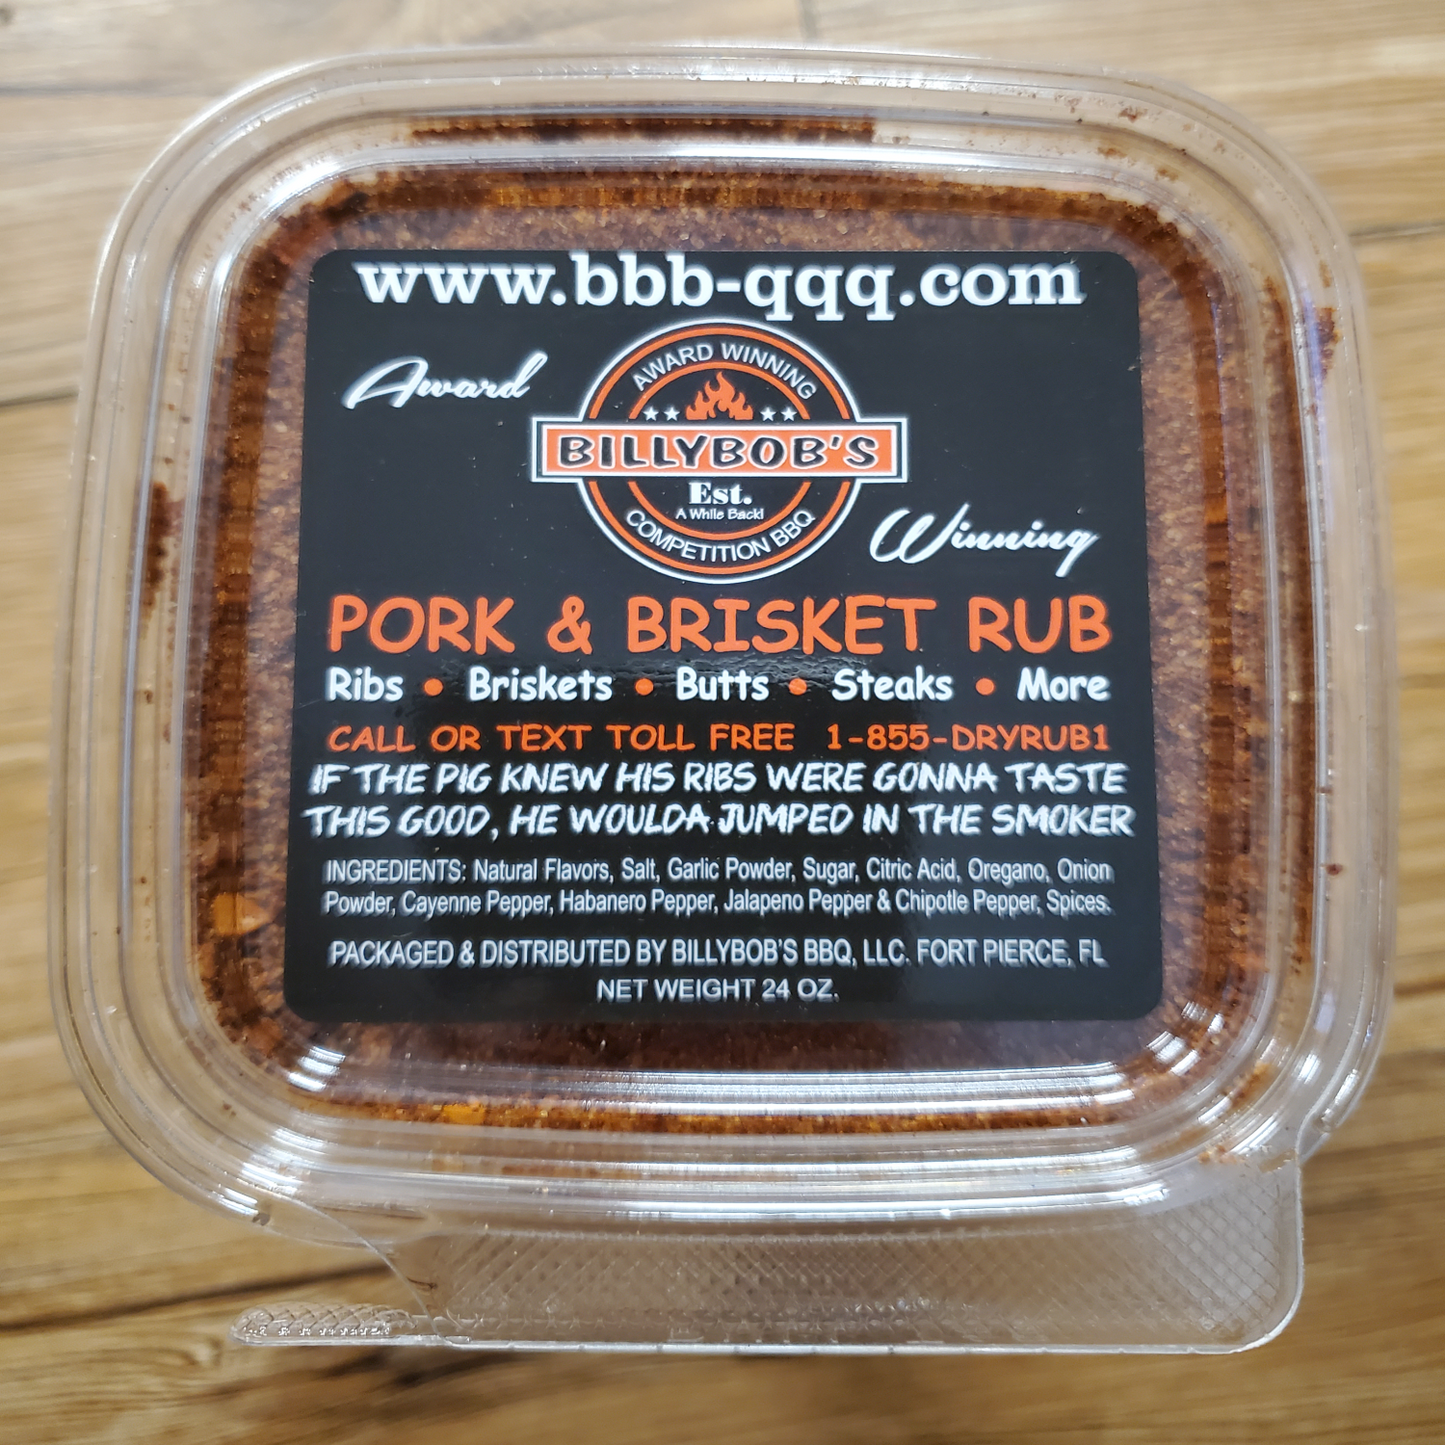 www.bbb-qqq.com
Award
AWARD WINNING
BILLYBOB'S
Est.
A While Back!
COMPETITION BBQ
Winning
PORK & BRISKET RUB
Ribs • Briskets • Butts • Steaks • More
CALL OR TEXT TOLL FREE 1-855-DRYRUB1
IF THE PIG KNEW HIS RIBS WERE GONNA TASTE
THIS GOOD, HE WOULDA JUMPED IN THE SMOKER
INGREDIENTS: Natural Flavors, Salt, Garlic Powder, Sugar, Citric Acid, Oregano, Onion
Powder, Cayenne Pepper, Habanero Pepper, Jalapeno Pepper & Chipotle Pepper, Spices.
PACKAGED & DISTRIBUTED BY BILLYBOB'S BBQ, LLC. FORT PIERCE, FL
NET WEIGHT 24 OZ.